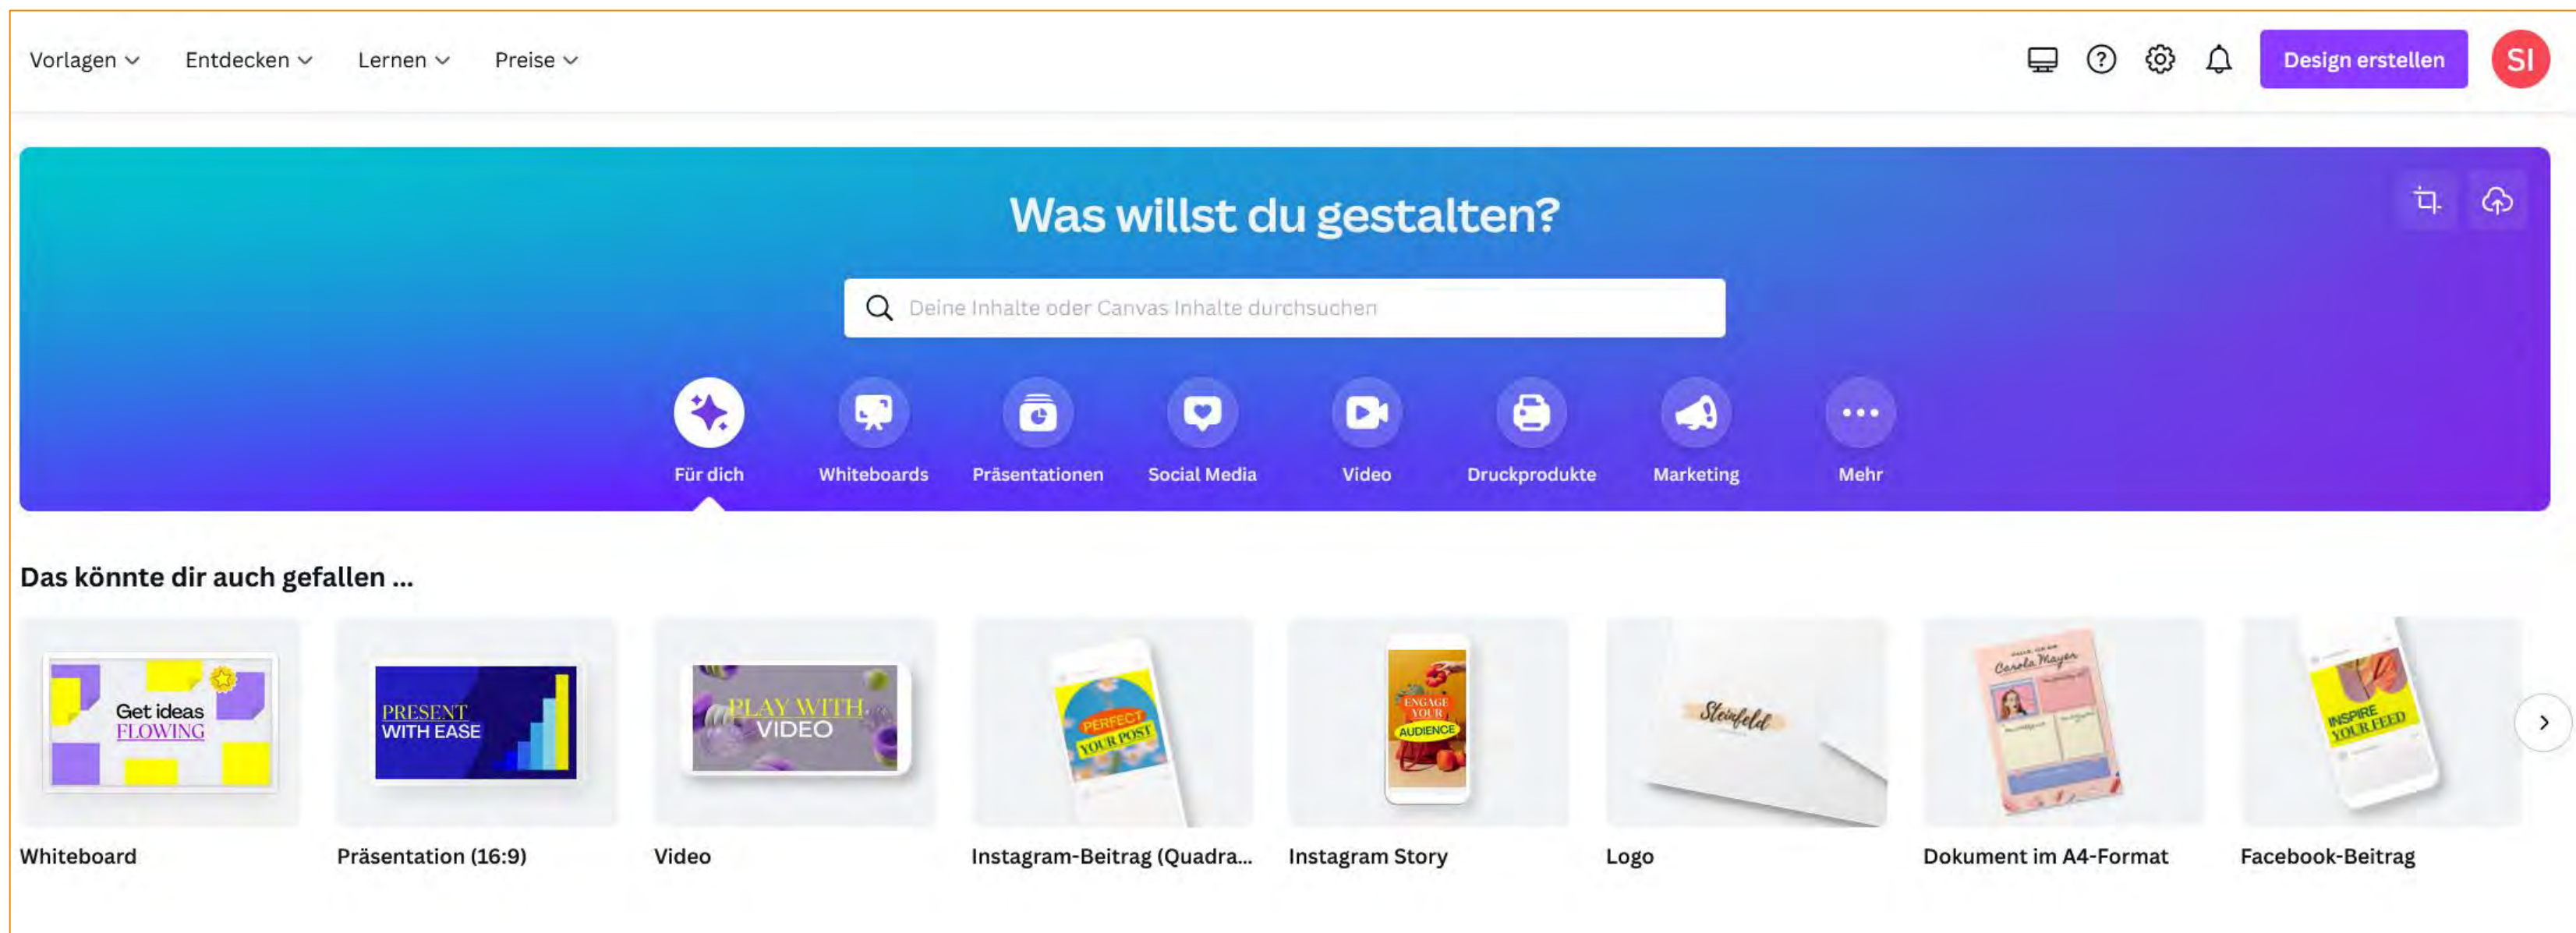 Vorlagen Entdecken Lernen Preise Design erstellen SI
Was willst du gestalten?
Deine Inhalte oder Canvas Inhalte durchsuchen
Für dich Whiteboards Präsentationen Social Media Video Druckprodukte Marketing Mehr
Das könnte dir auch gefallen ...
Get ideas
FLOWING
PRESENT
WITH EASE
PLAY WITH
VIDEO
PERFECT
YOUR POST
ENGAGE
YOUR
AUDIENCE
Steinfeld
Carola Mayer
INSPIRE
YOUR FEED
Whiteboard Präsentation (16:9) Video Instagram-Beitrag (Quadra... Instagram Story Logo Dokument im A4-Format Facebook-Beitrag